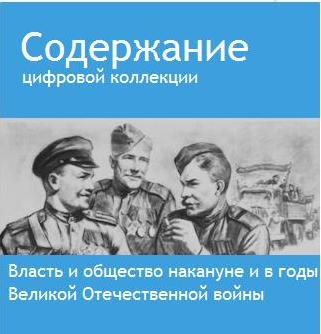 Содержание
цифровой коллекции
Власть и общество накануне и в годы
Великой Отечественной войны